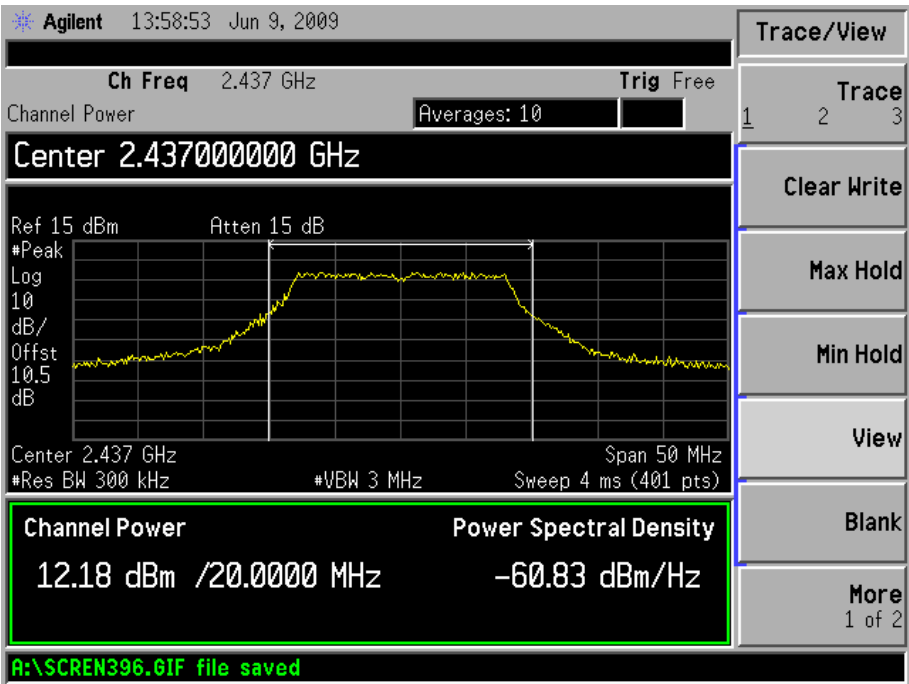 Agilent 13:58:53 Jun 9, 2009
Trace/View
Ch Freq 2.437 GHz Trig Free
Channel Power Averages: 10
Trace
1 2 3
Center 2.437000000 GHz
Clear Write
Ref 15 dBm Atten 15 dB
#Peak
Log
10
dB/
Offst
10.5
dB
Max Hold
Min Hold
Center 2.437 GHz Span 50 MHz
#Res BW 300 kHz #VBW 3 MHz Sweep 4 ms (401 pts)
View
Channel Power Power Spectral Density
12.18 dBm /20.0000 MHz -60.83 dBm/Hz
Blank
More
1 of 2
A:\SCREN396.GIF file saved